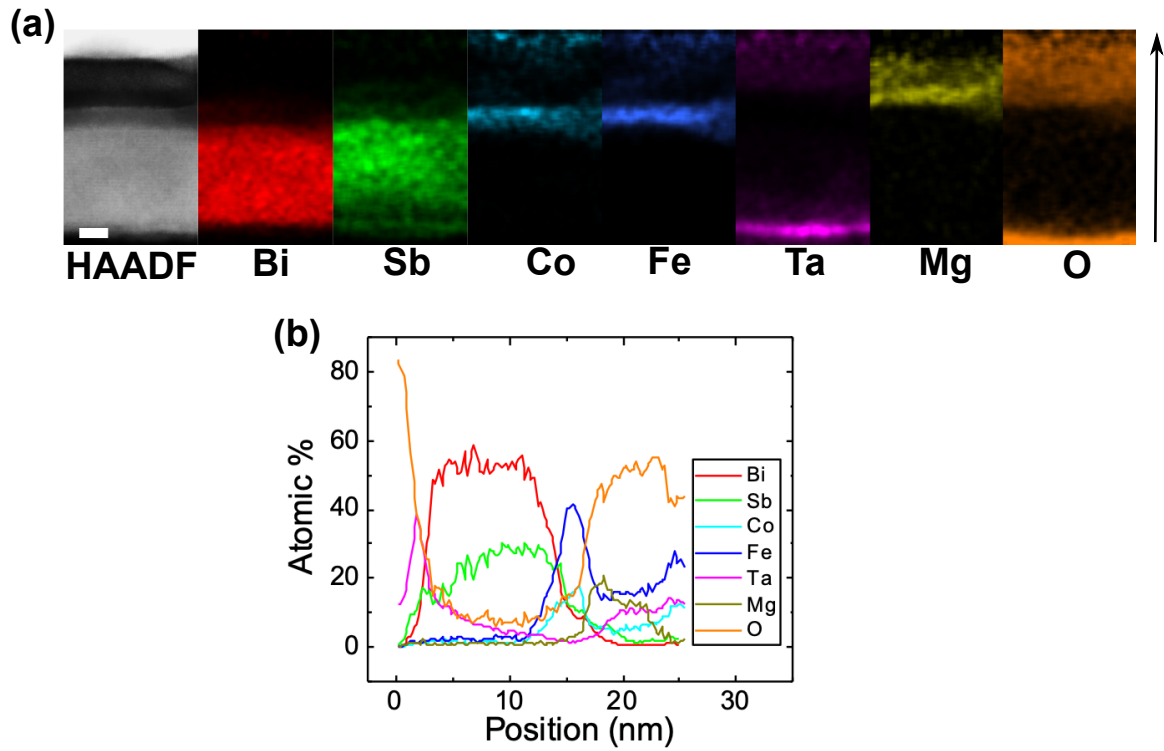 (a)
HAADF Bi Sb Co Fe Ta Mg O
(b)
80
60
40
20
0
Atomic %
0 10 20 30
Position (nm)
Bi
Sb
Co
Fe
Ta
Mg
O